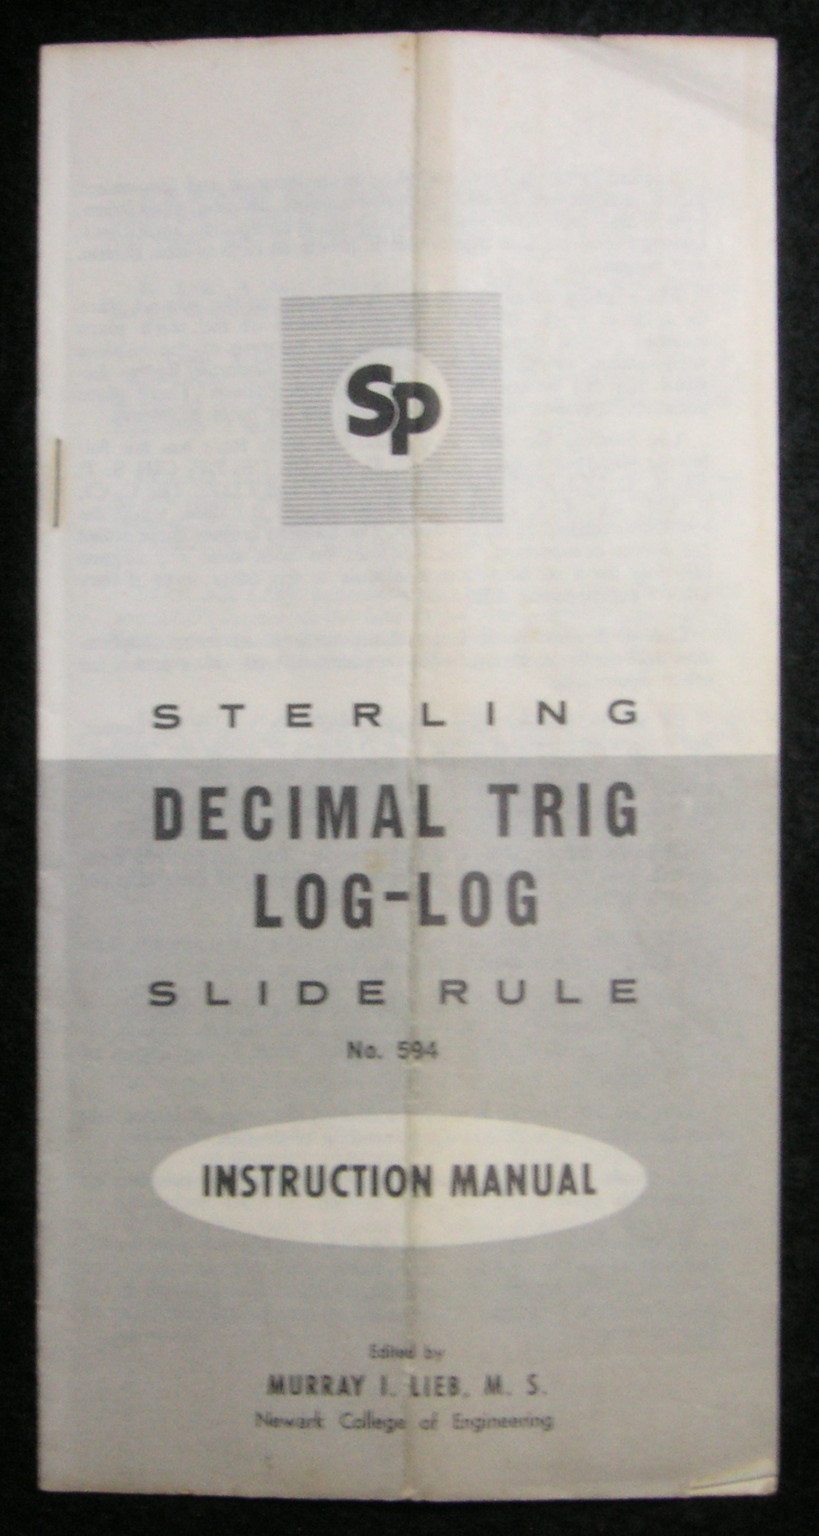 Sp
STERLING
DECIMAL TRIG
LOG-LOG
SLIDE RULE
No. 594
INSTRUCTION MANUAL
Edited by
MURRAY I. LIEB, M. S.
Newark College of Engineering